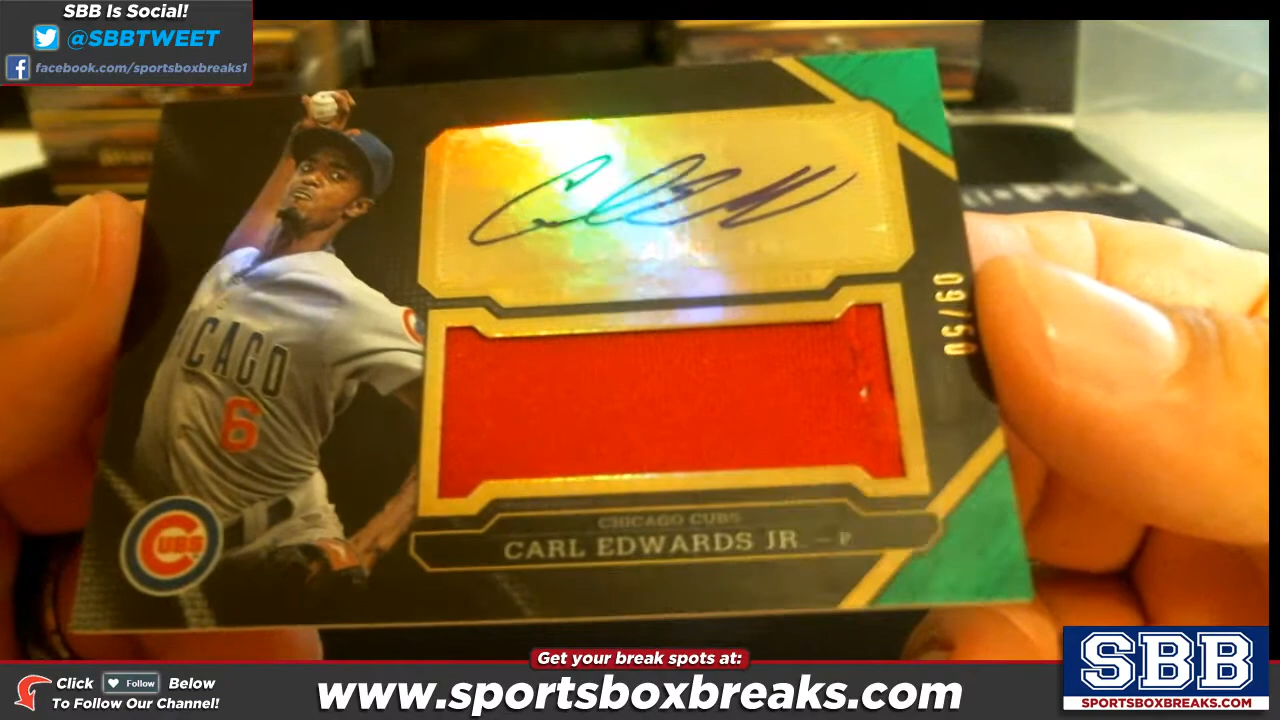 SBB Is Social!
@SBBTWEET
facebook.com/sportsboxbreaks1
CHICAGO
6
CUBS
09/50
CHICAGO CUBS
CARL EDWARDS JR. – P
Get your break spots at:
Click Follow Below
To Follow Our Channel!
www.sportsboxbreaks.com
SBB
SPORTSBOXBREAKS.COM